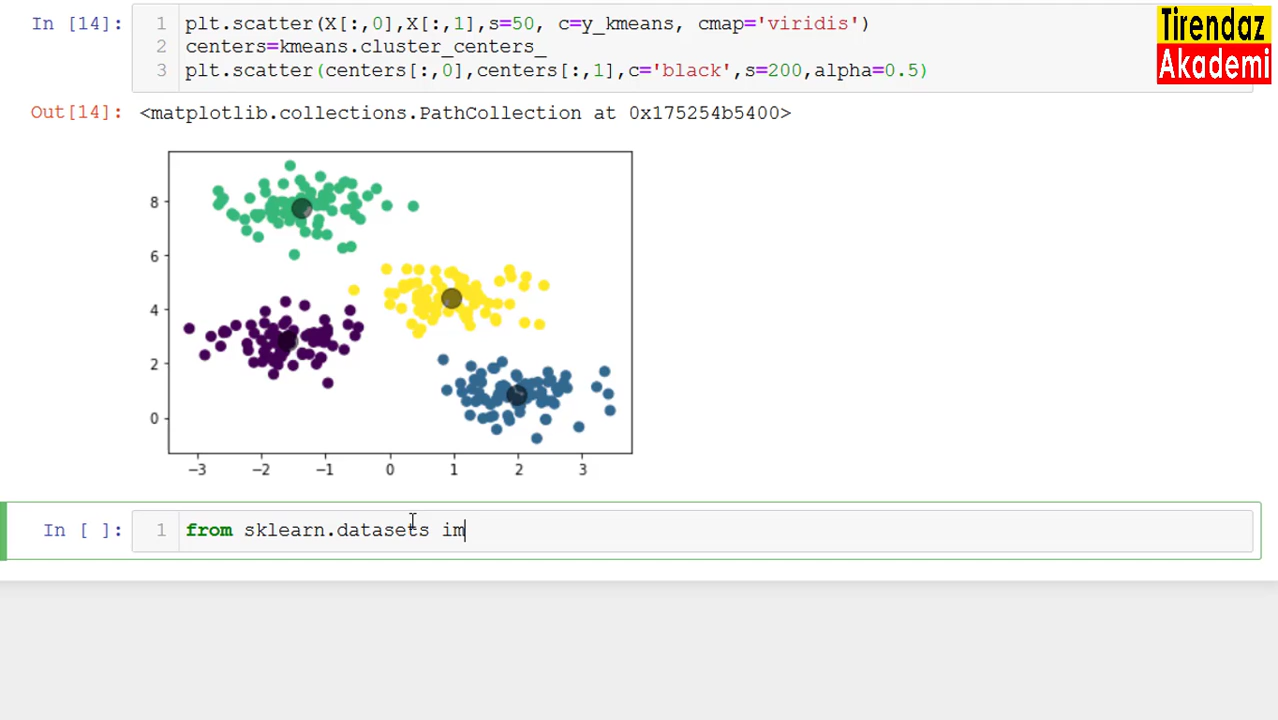 Tirendaz
Akademi
In [14]:
1 plt.scatter(X[:,0],X[:,1],s=50, c=y_kmeans, cmap='viridis')
2 centers=kmeans.cluster_centers_
3 plt.scatter(centers[:,0],centers[:,1],c='black',s=200,alpha=0.5)
Out[14]: <matplotlib.collections.PathCollection at 0x175254b5400>
8
6
4
2
0
−3 −2 −1 0 1 2 3
In [ ]: 1 from sklearn.datasets im